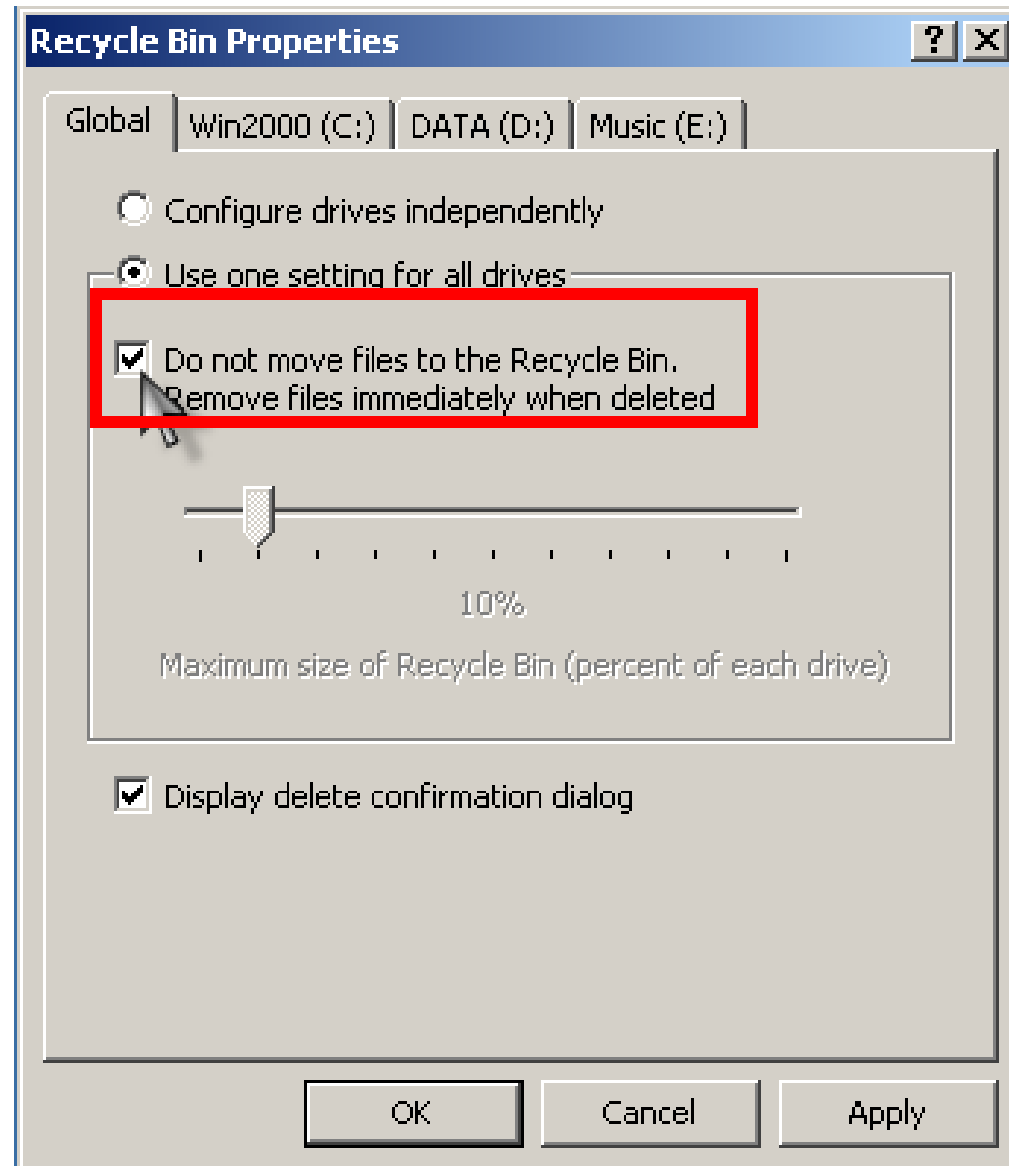 Recycle Bin Properties
Global
Win2000 (C:)
DATA (D:)
Music (E:)
Configure drives independently
Use one setting for all drives
Do not move files to the Recycle Bin.
Remove files immediately when deleted
10%
Maximum size of Recycle Bin (percent of each drive)
Display delete confirmation dialog
OK
Cancel
Apply